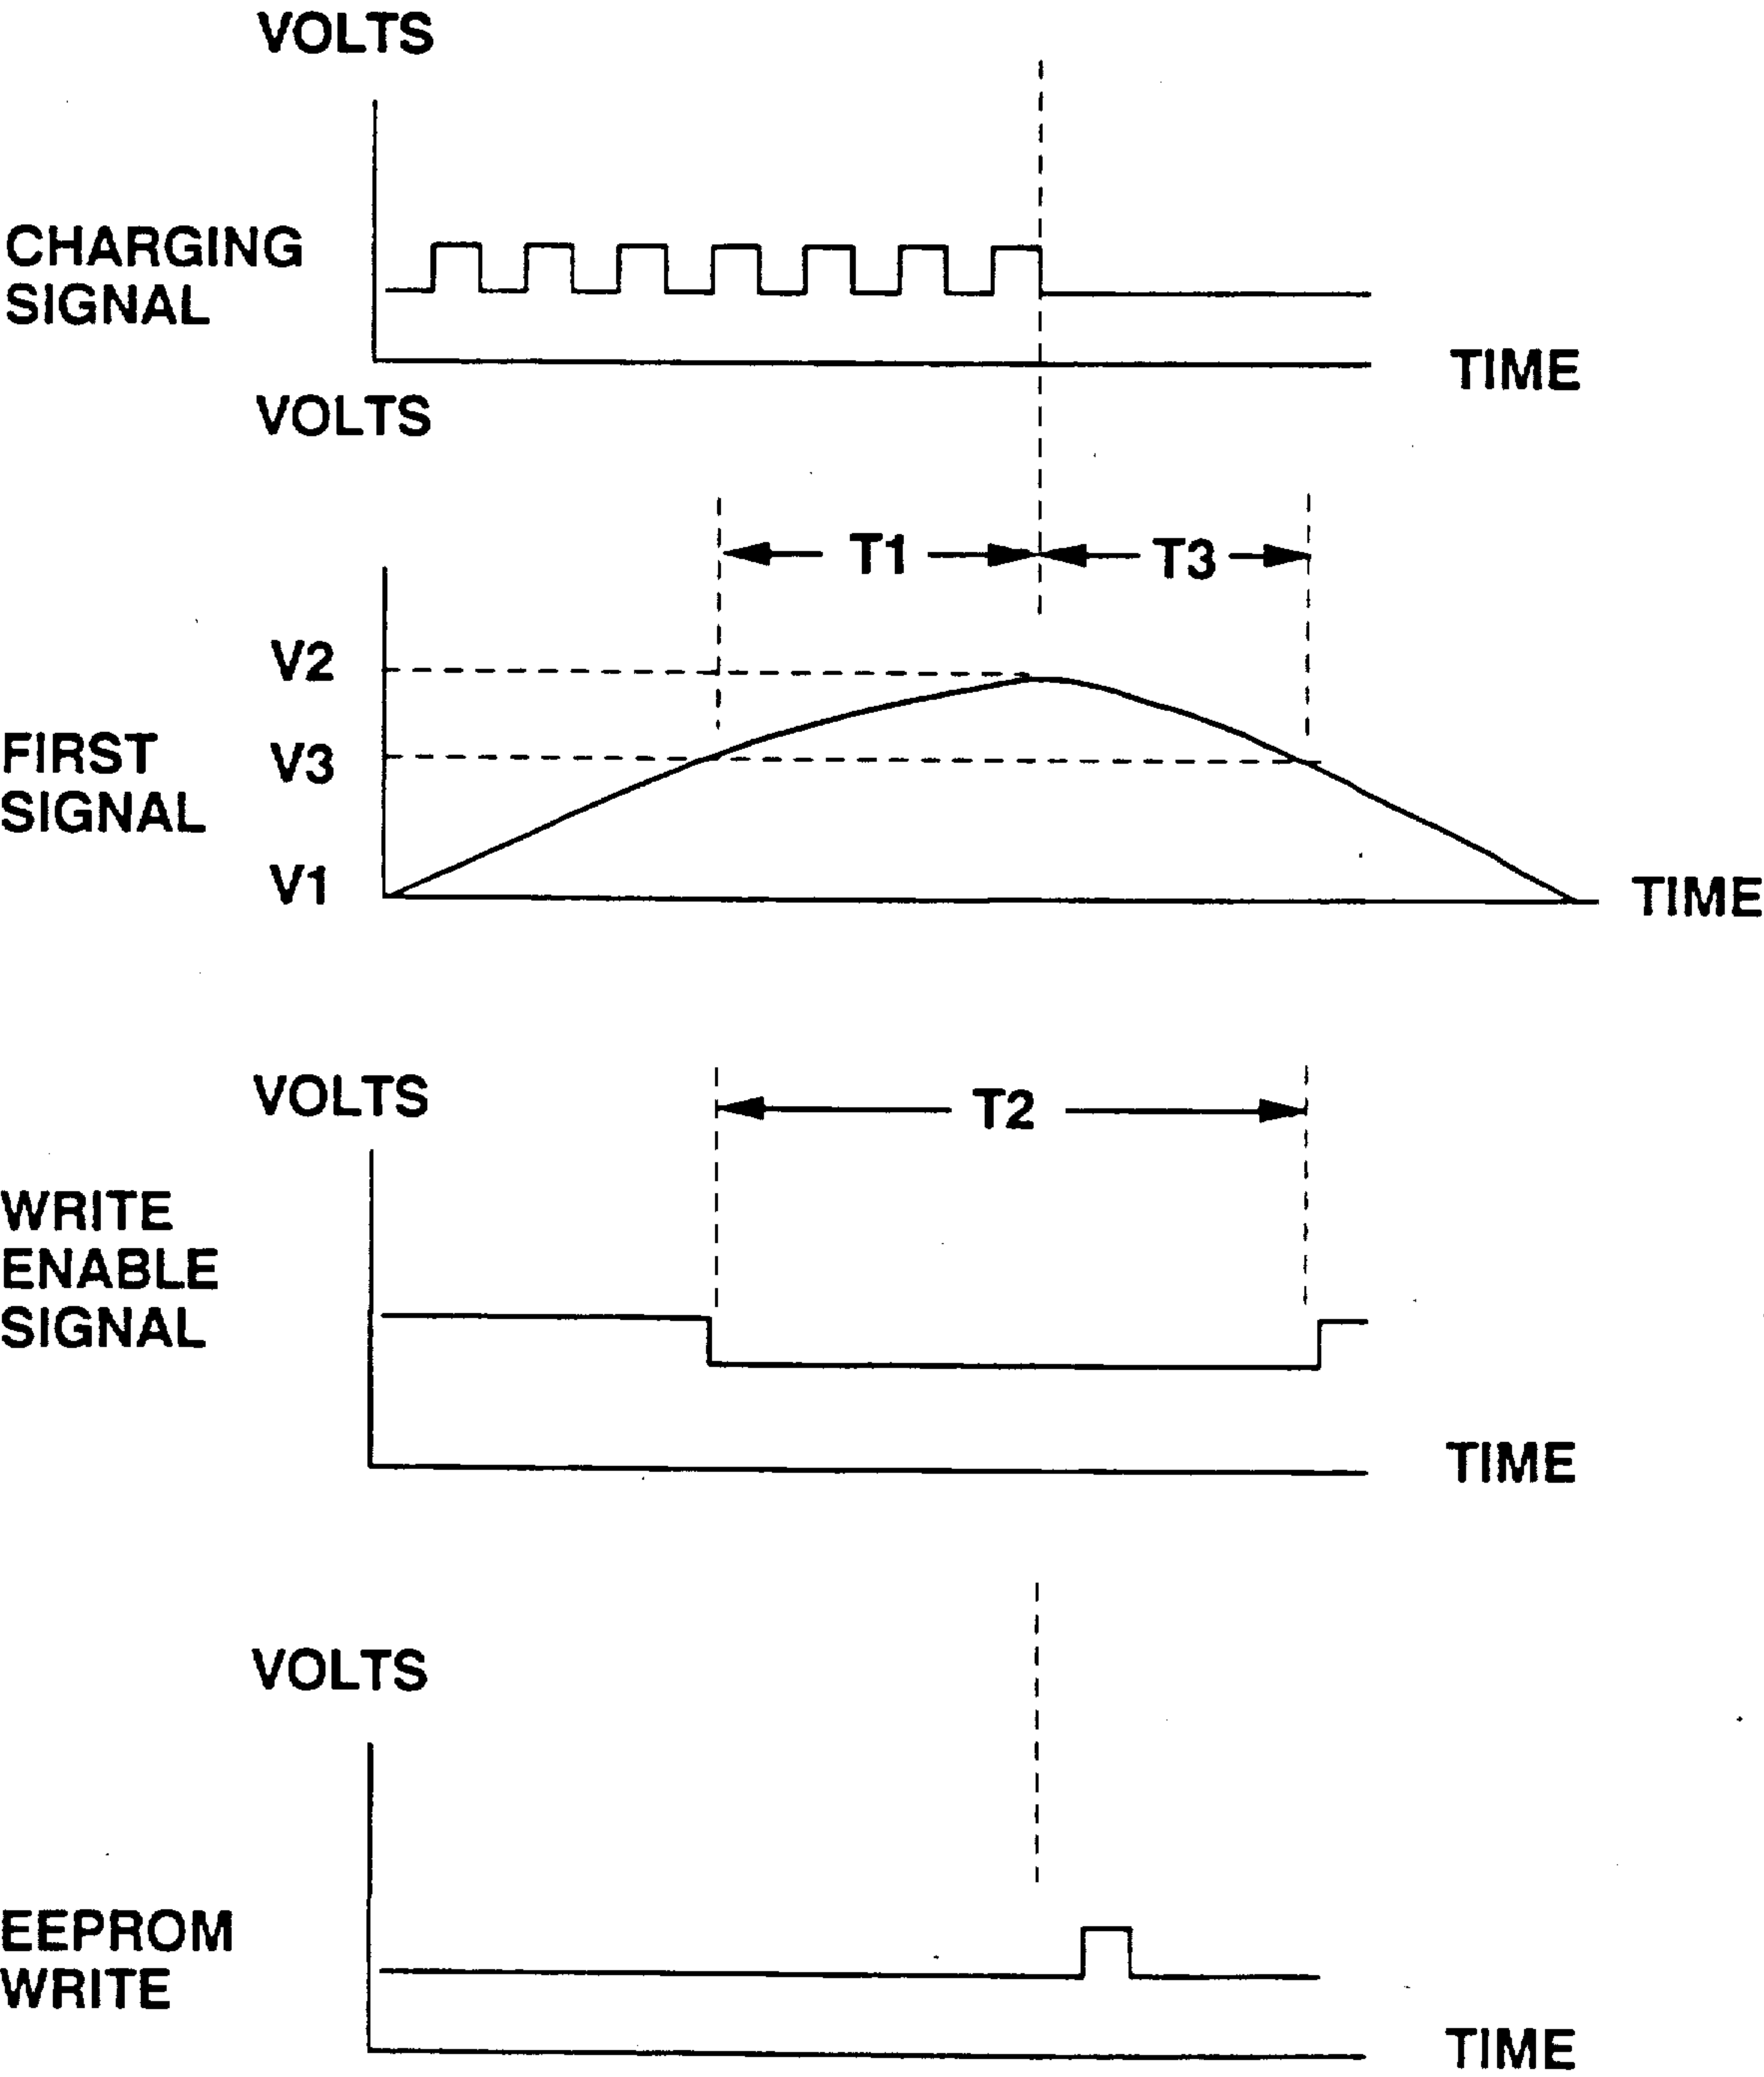 VOLTS
CHARGING
SIGNAL
TIME
VOLTS
T1
T3
V2
V3
FIRST
SIGNAL
V1
TIME
VOLTS
T2
WRITE
ENABLE
SIGNAL
TIME
VOLTS
EEPROM
WRITE
TIME